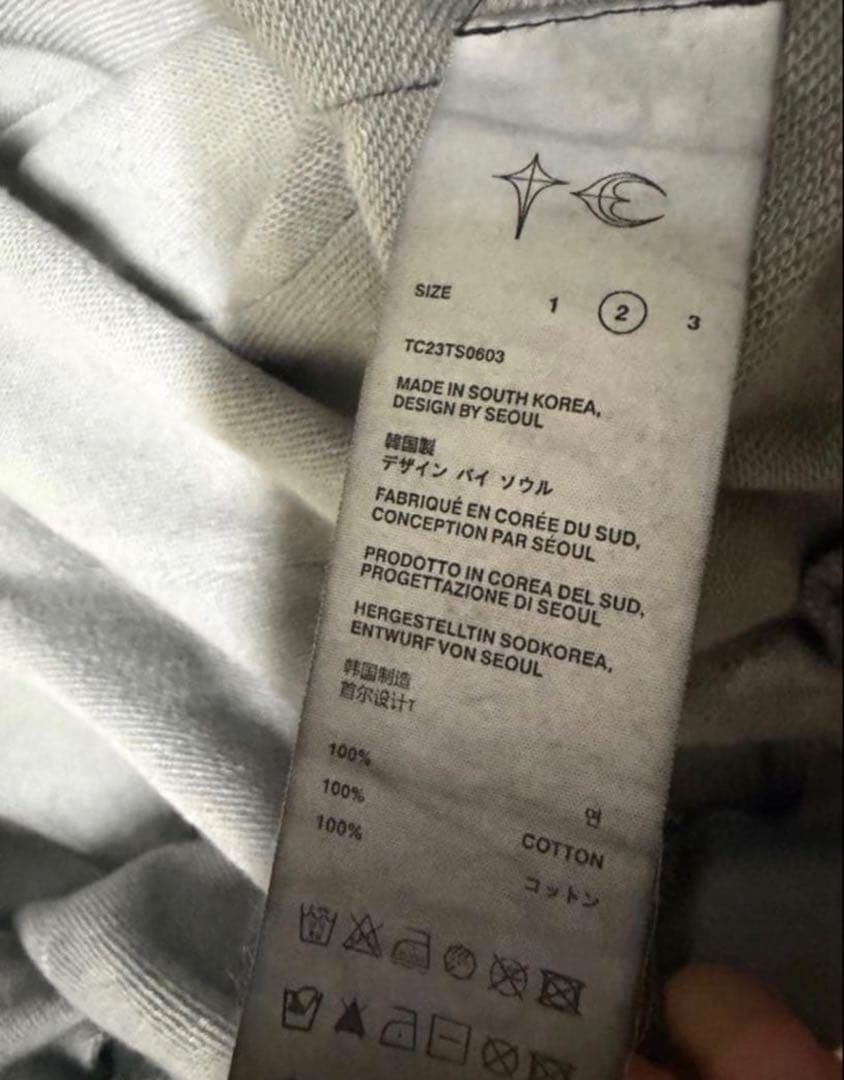 SIZE 1 2 3
TC23TS0603
MADE IN SOUTH KOREA,
DESIGN BY SEOUL
韓国製
デザイン バイ ソウル
FABRIQUÉ EN CORÉE DU SUD,
CONCEPTION PAR SÉOUL
PRODOTTO IN COREA DEL SUD,
PROGETTAZIONE DI SEOUL
HERGESTELLTIN SODKOREA,
ENTWURF VON SEOUL
韩国制造
首尔设计T
100% 면
100% COTTON
100% コットン